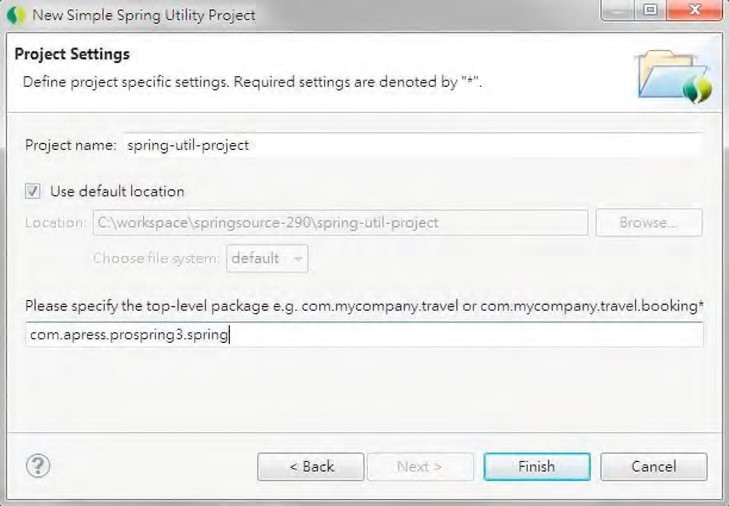 New Simple Spring Utility Project
Project Settings
Define project specific settings. Required settings are denoted by "*".
Project name: spring-util-project
Use default location
Location: C:\workspace\springsource-290\spring-util-project Browse...
Choose file system: default
Please specify the top-level package e.g. com.mycompany.travel or com.mycompany.travel.booking*
com.apress.prospring3.spring
? < Back Next > Finish Cancel